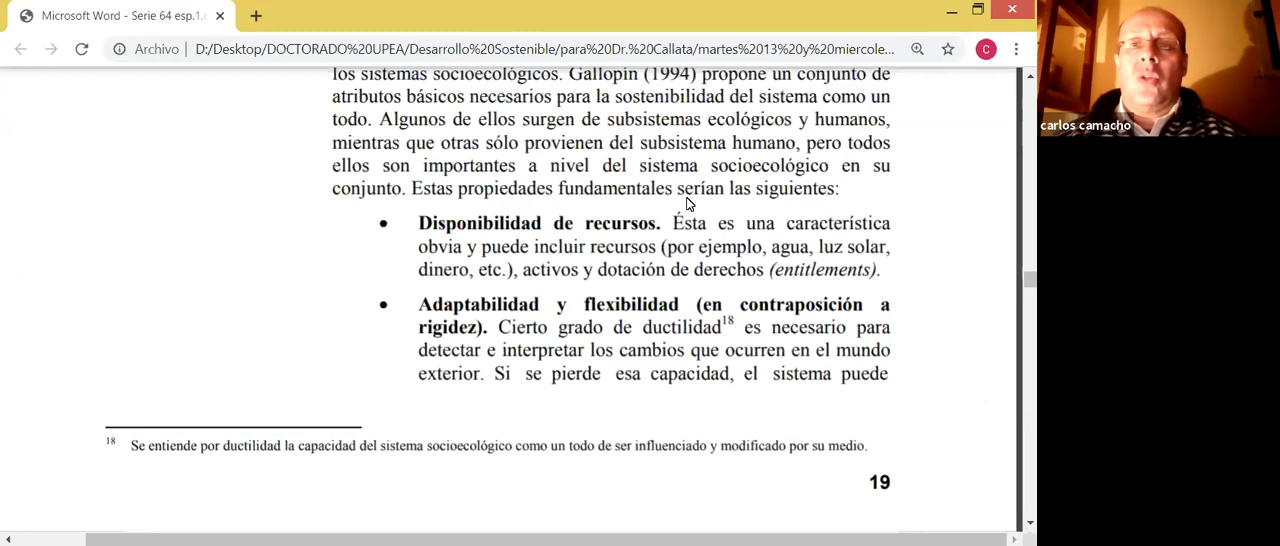 Microsoft Word - Serie 64 esp.1.c
Archivo
D:/Desktop/DOCTORADO%20UPEA/Desarrollo%20Sostenible/para%20Dr.%20Callata/martes%2013%20y%20miercole...
C
carlos camacho
los sistemas socioecológicos. Gallopín (1994) propone un conjunto de
atributos básicos necesarios para la sostenibilidad del sistema como un
todo. Algunos de ellos surgen de subsistemas ecológicos y humanos,
mientras que otras sólo provienen del subsistema humano, pero todos
ellos son importantes a nivel del sistema socioecológico en su
conjunto. Estas propiedades fundamentales serían las siguientes:
• Disponibilidad de recursos. Ésta es una característica
obvia y puede incluir recursos (por ejemplo, agua, luz solar,
dinero, etc.), activos y dotación de derechos (entitlements).
• Adaptabilidad y flexibilidad (en contraposición a
rigidez). Cierto grado de ductilidad18 es necesario para
detectar e interpretar los cambios que ocurren en el mundo
exterior. Si se pierde esa capacidad, el sistema puede
18 Se entiende por ductilidad la capacidad del sistema socioecológico como un todo de ser influenciado y modificado por su medio.
19